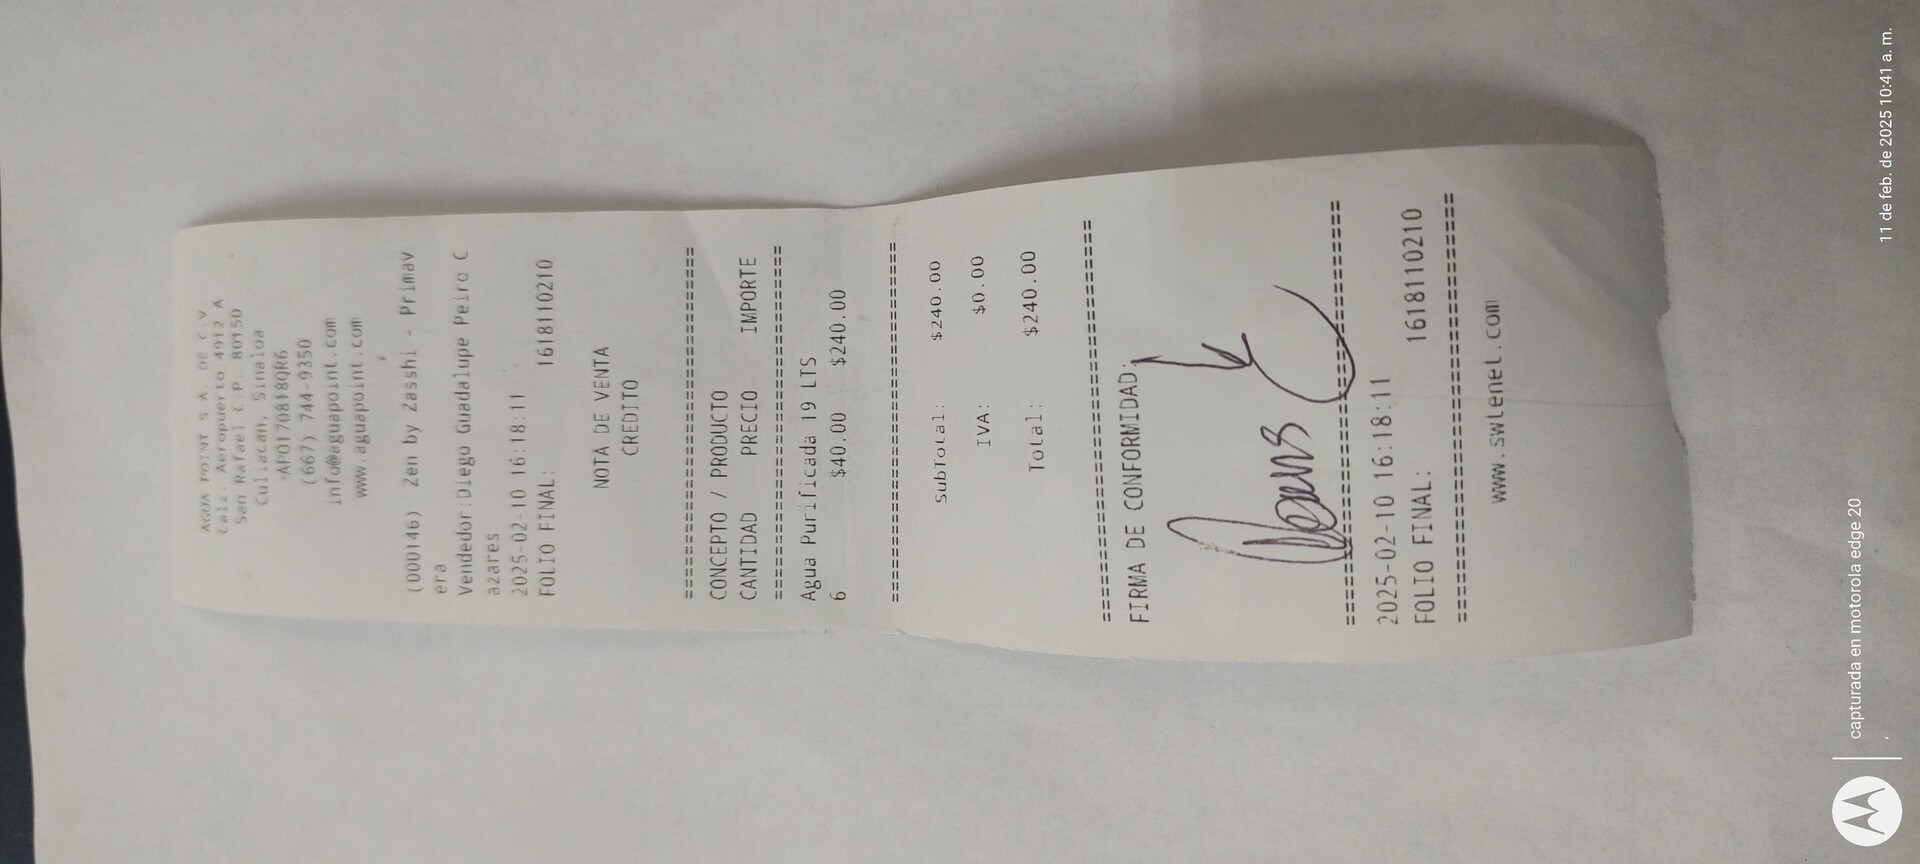 AGUA POINT S.A. DE C.V.
Calz. Aeropuerto 4912 A
San Rafael C.P. 80150
Culiacan, Sinaloa
APO170818QR6
(667) 744-9350
info@aguapoint.com
www.aguapoint.com
(000146) Zen by Zasshi - Primav
era
Vendedor:Diego Guadalupe Peiro C
azares
2025-02-10 16:18:11
FOLIO FINAL: 1618110210
NOTA DE VENTA
CREDITO
================================
CONCEPTO / PRODUCTO
CANTIDAD PRECIO IMPORTE
================================
Agua Purificada 19 LTS
6 $40.00 $240.00
================================
SubTotal: $240.00
IVA: $0.00
Total: $240.00
================================
FIRMA DE CONFORMIDAD:
================================
2025-02-10 16:18:11
FOLIO FINAL: 1618110210
================================
www.swtenet.com
capturada en motorola edge 20
11 de feb. de 2025 10:41 a. m.